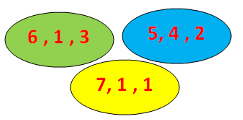 6 , 1 , 3
5, 4 , 2
7, 1 , 1